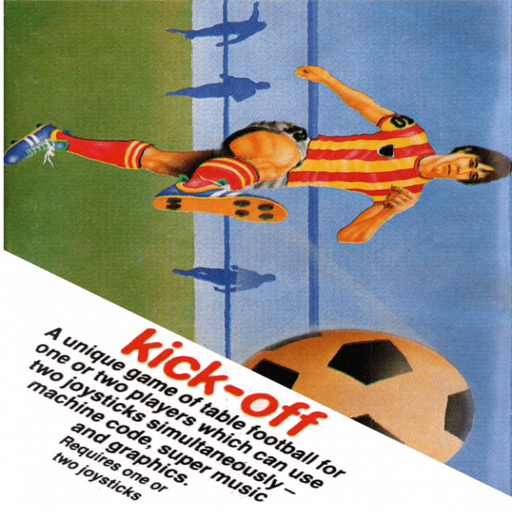 kick-off
A unique game of table football for
one or two players which can use
two joysticks simultaneously –
machine code, super music
and graphics.
Requires one or
two joysticks